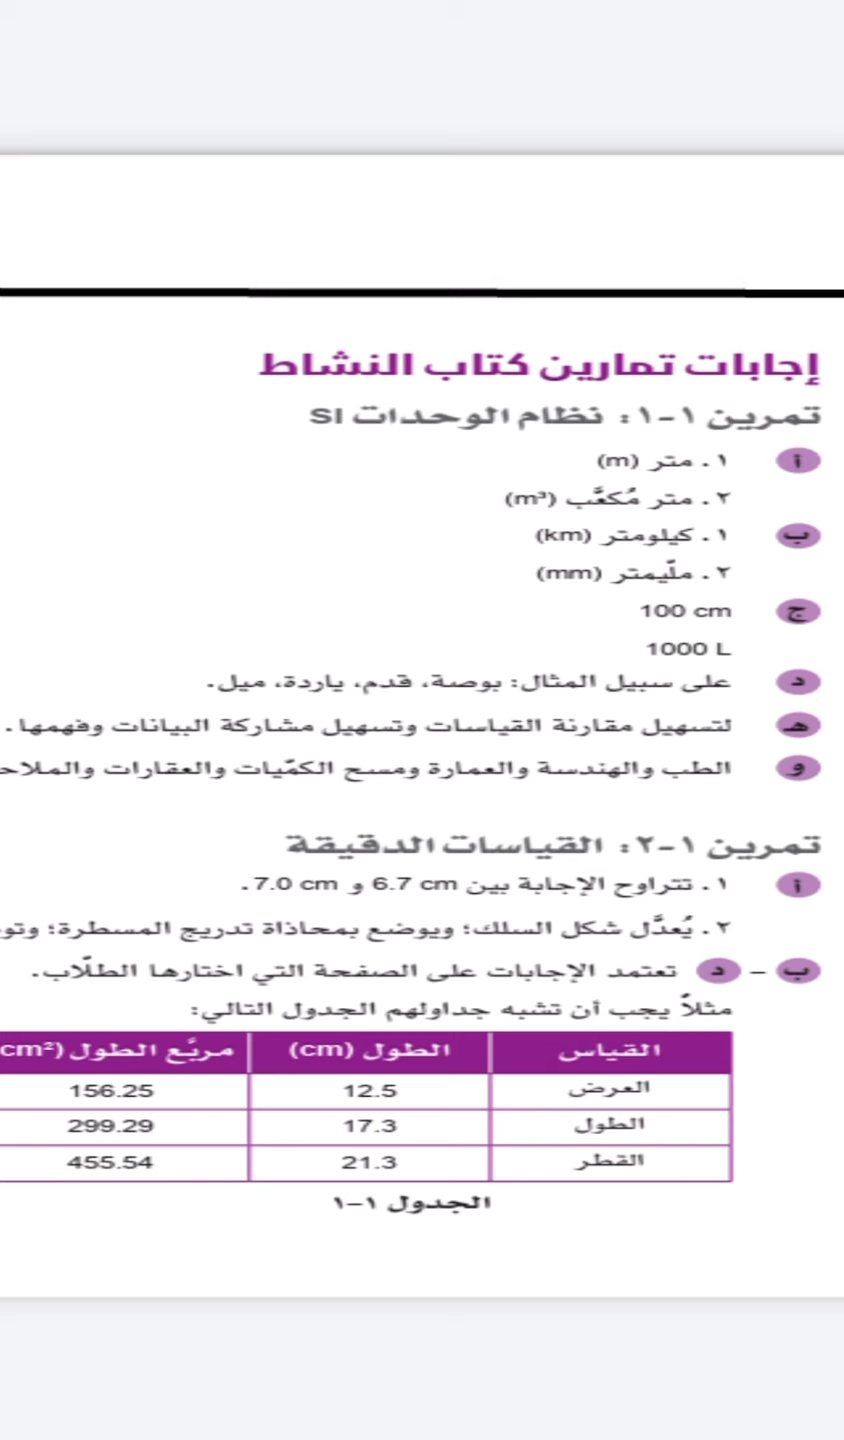 إجابات تمارين كتاب النشاط
تمرين ١-١: نظام الوحدات SI
أ ١. متر (m)
٢. متر مُكعَّب (m³)
ب ١. كيلومتر (km)
٢. ملّيمتر (mm)
ج 100 cm
1000 L
د على سبيل المثال: بوصة، قدم، ياردة، ميل.
هـ لتسهيل مقارنة القياسات وتسهيل مشاركة البيانات وفهمها.
و الطب والهندسة والعمارة ومسح الكمّيات والعقارات
تمرين ١-٢: القياسات الدقيقة
أ ١. تتراوح الإجابة بين 6.7 cm و 7.0 cm.
٢. يُعدَّل شكل السلك؛ ويوضع بمحاذاة تدريج المسطرة؛
ب – د تعتمد الإجابات على الصفحة التي اختارها الطلّاب.
مثلاً يجب أن تشبه جداولهم الجدول التالي:
القياس الطول (cm) مربَّع الطول (cm²
العرض 12.5 156.25
الطول 17.3 299.29
القطر 21.3 455.54
الجدول ١-١